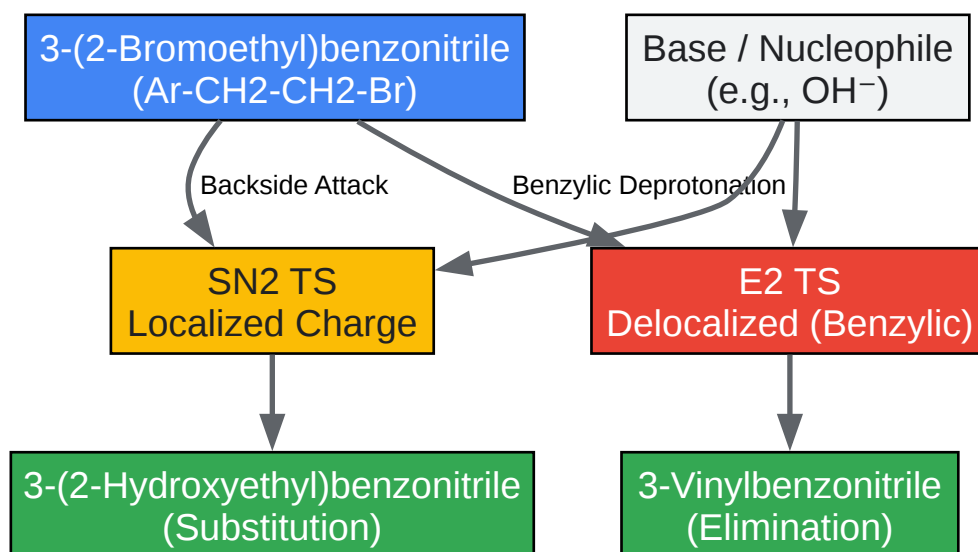 3-(2-Bromoethyl)benzonitrile
(Ar-CH2-CH2-Br)
Base / Nucleophile
(e.g., OH⁻)
Backside Attack
Benzylic Deprotonation
SN2 TS
Localized Charge
E2 TS
Delocalized (Benzylic)
3-(2-Hydroxyethyl)benzonitrile
(Substitution)
3-Vinylbenzonitrile
(Elimination)